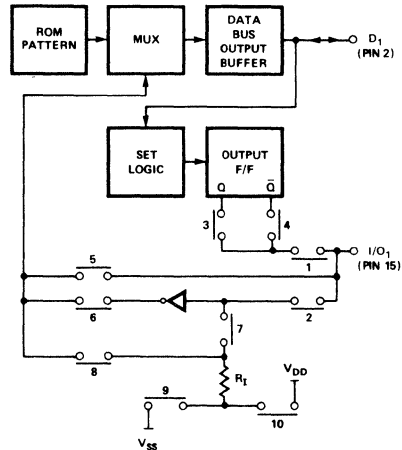 ROM
PATTERN
MUX
DATA
BUS
OUTPUT
BUFFER
D1
(PIN 2)
SET
LOGIC
OUTPUT
F/F
Q
Q̅
3
4
1
I/O1
(PIN 15)
5
6
2
7
8
RI
VDD
9
10
VSS